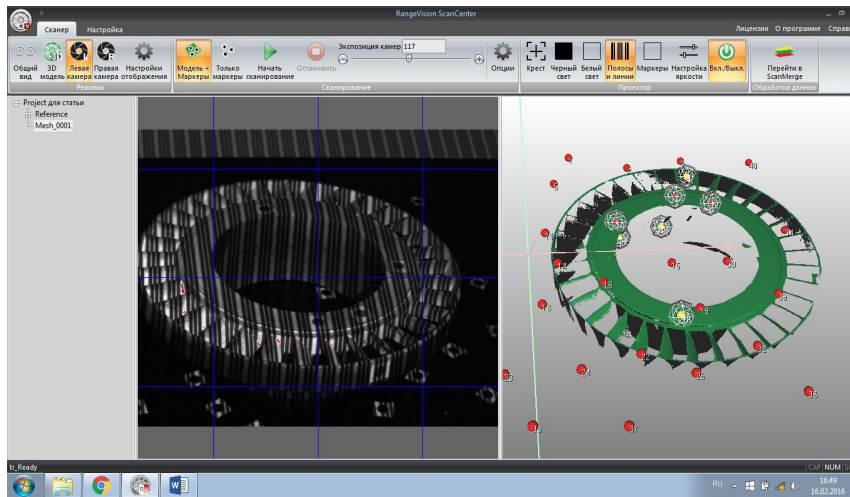 RangeVision ScanCenter
Сканер Настройка
Лицензия О программе Справ
Экспозиция камер 117
Общий вид
3D модель
Левая камера
Правая камера
Настройки отображения
Модель + Маркеры
Только маркеры
Начать сканирование
Остановить
Опции
Крест
Черный свет
Белый свет
Полосы и линии
Маркеры
Настройка яркости
Вкл./Выкл.
Перейти в ScanMerge
Режимы
Сканирование
Проектор
Обработка данных
Project для статьи
Reference
Mesh_0001
tr_Ready
CAP NUM
RU
16:49
16.02.2016